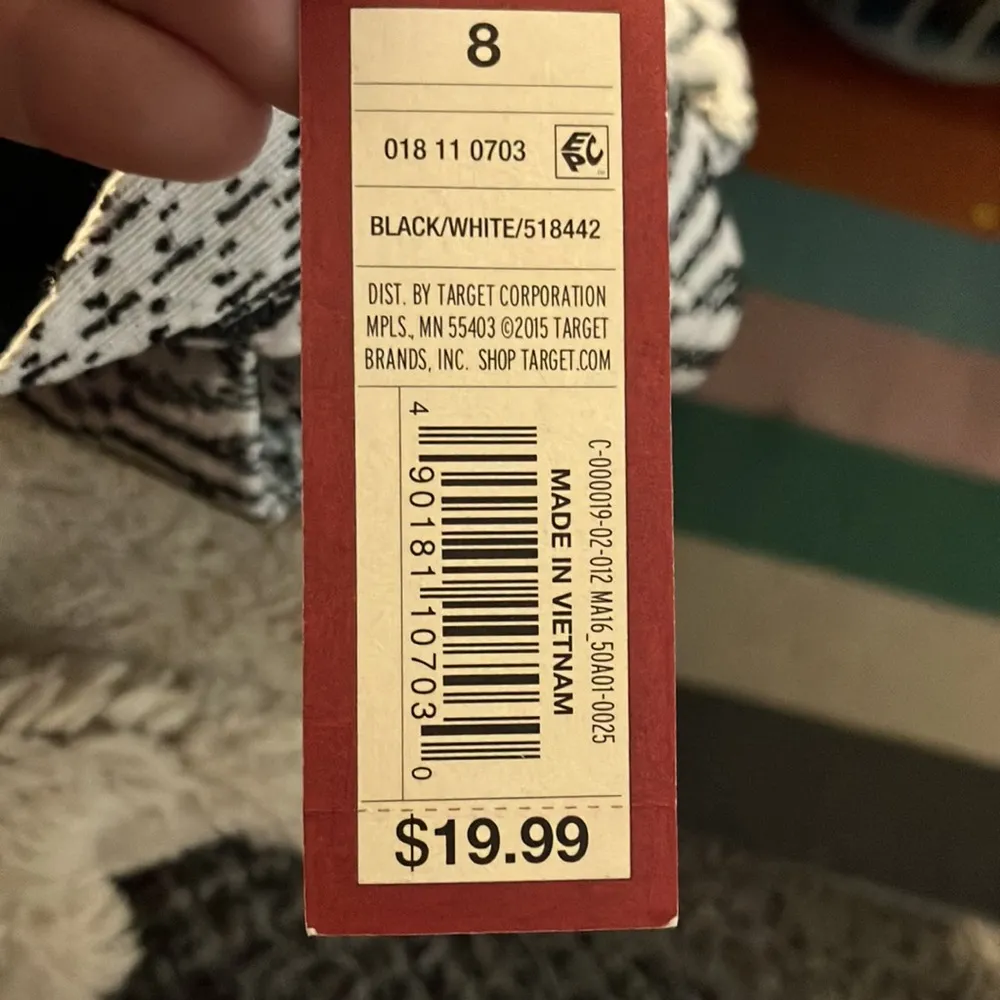 8
018 11 0703
EPC
BLACK/WHITE/518442
DIST. BY TARGET CORPORATION
MPLS., MN 55403 ©2015 TARGET
BRANDS, INC. SHOP TARGET.COM
C-000019-02-012 MA16_50A01-0025
MADE IN VIETNAM
4 90181 10703 0
$19.99